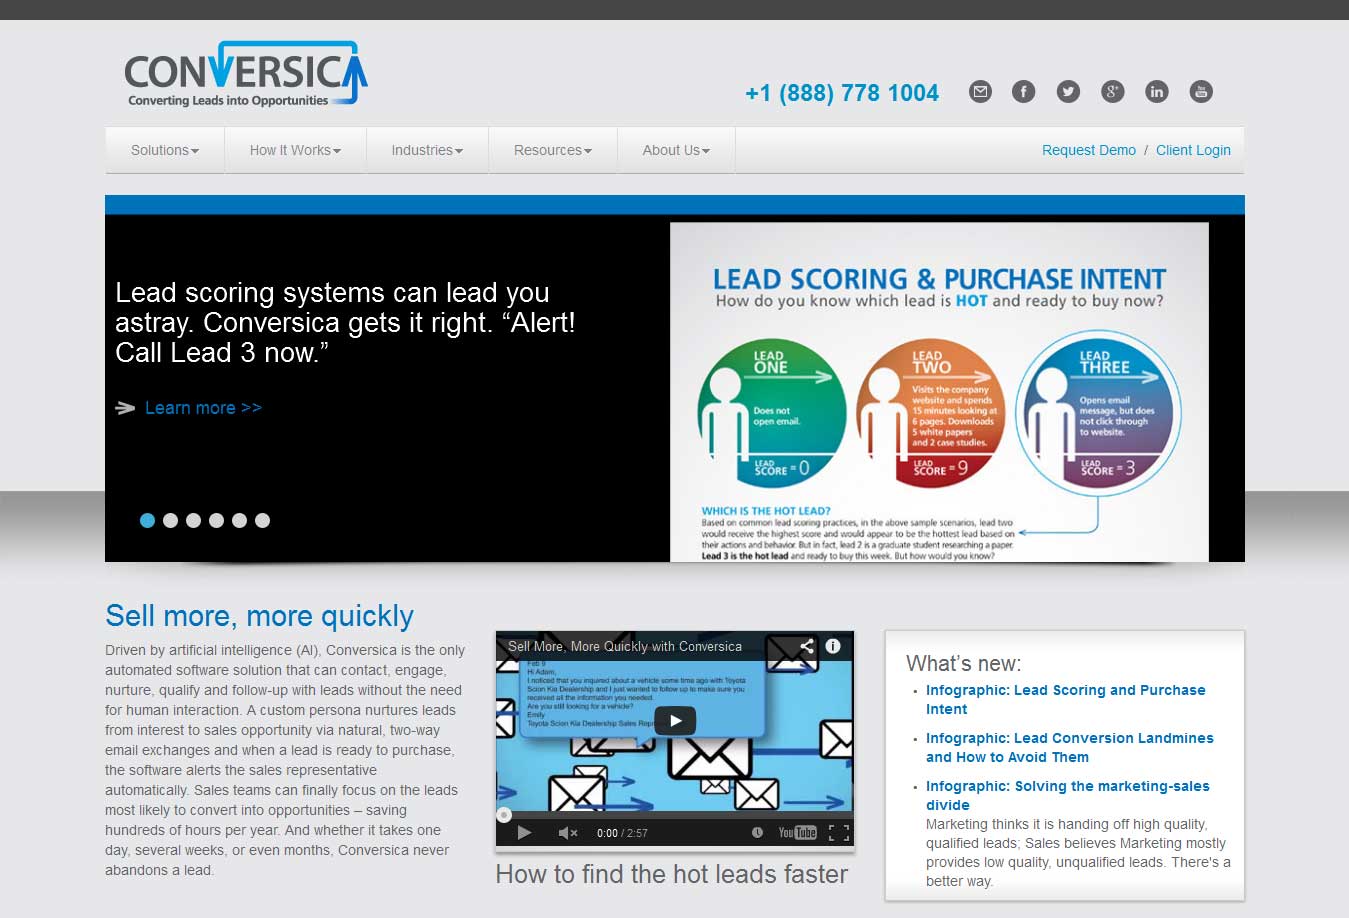 CONVERSICA
Converting Leads into Opportunities
+1 (888) 778 1004
Solutions
How It Works
Industries
Resources
About Us
Request Demo / Client Login
Lead scoring systems can lead you
astray. Conversica gets it right. “Alert!
Call Lead 3 now.”
Learn more >>
LEAD SCORING & PURCHASE INTENT
How do you know which lead is HOT and ready to buy now?
LEAD
ONE
Does not
open email.
LEAD
SCORE = 0
LEAD
TWO
Visits the company
website and spends
15 minutes looking at
6 pages. Downloads
5 white papers
and 2 case studies.
LEAD
SCORE = 9
LEAD
THREE
Opens email
message, but does
not click through
to website.
LEAD
SCORE = 3
WHICH IS THE HOT LEAD?
Based on common lead scoring practices, in the above sample scenarios, lead two
would receive the highest score and would appear to be the hottest lead based on
their actions and behavior. But in fact, lead 2 is a graduate student researching a paper.
Lead 3 is the hot lead and ready to buy this week. But how would you know?
Sell more, more quickly
Driven by artificial intelligence (AI), Conversica is the only
automated software solution that can contact, engage,
nurture, qualify and follow-up with leads without the need
for human interaction. A custom persona nurtures leads
from interest to sales opportunity via natural, two-way
email exchanges and when a lead is ready to purchase,
the software alerts the sales representative
automatically. Sales teams can finally focus on the leads
most likely to convert into opportunities – saving
hundreds of hours per year. And whether it takes one
day, several weeks, or even months, Conversica never
abandons a lead.
Sell More, More Quickly with Conversica
Feb 9
Hi Adam,
I noticed that you inquired about a vehicle some time ago with Toyota
Scion Kia Dealership and I just wanted to follow up to make sure you
received all the information you needed.
Are you still looking for a vehicle?
Emily
Toyota Scion Kia Dealership Sales
0:00 / 2:57
YouTube
How to find the hot leads faster
What’s new:
Infographic: Lead Scoring and Purchase
Intent
Infographic: Lead Conversion Landmines
and How to Avoid Them
Infographic: Solving the marketing-sales
divide
Marketing thinks it is handing off high quality,
qualified leads; Sales believes Marketing mostly
provides low quality, unqualified leads. There's a
better way.